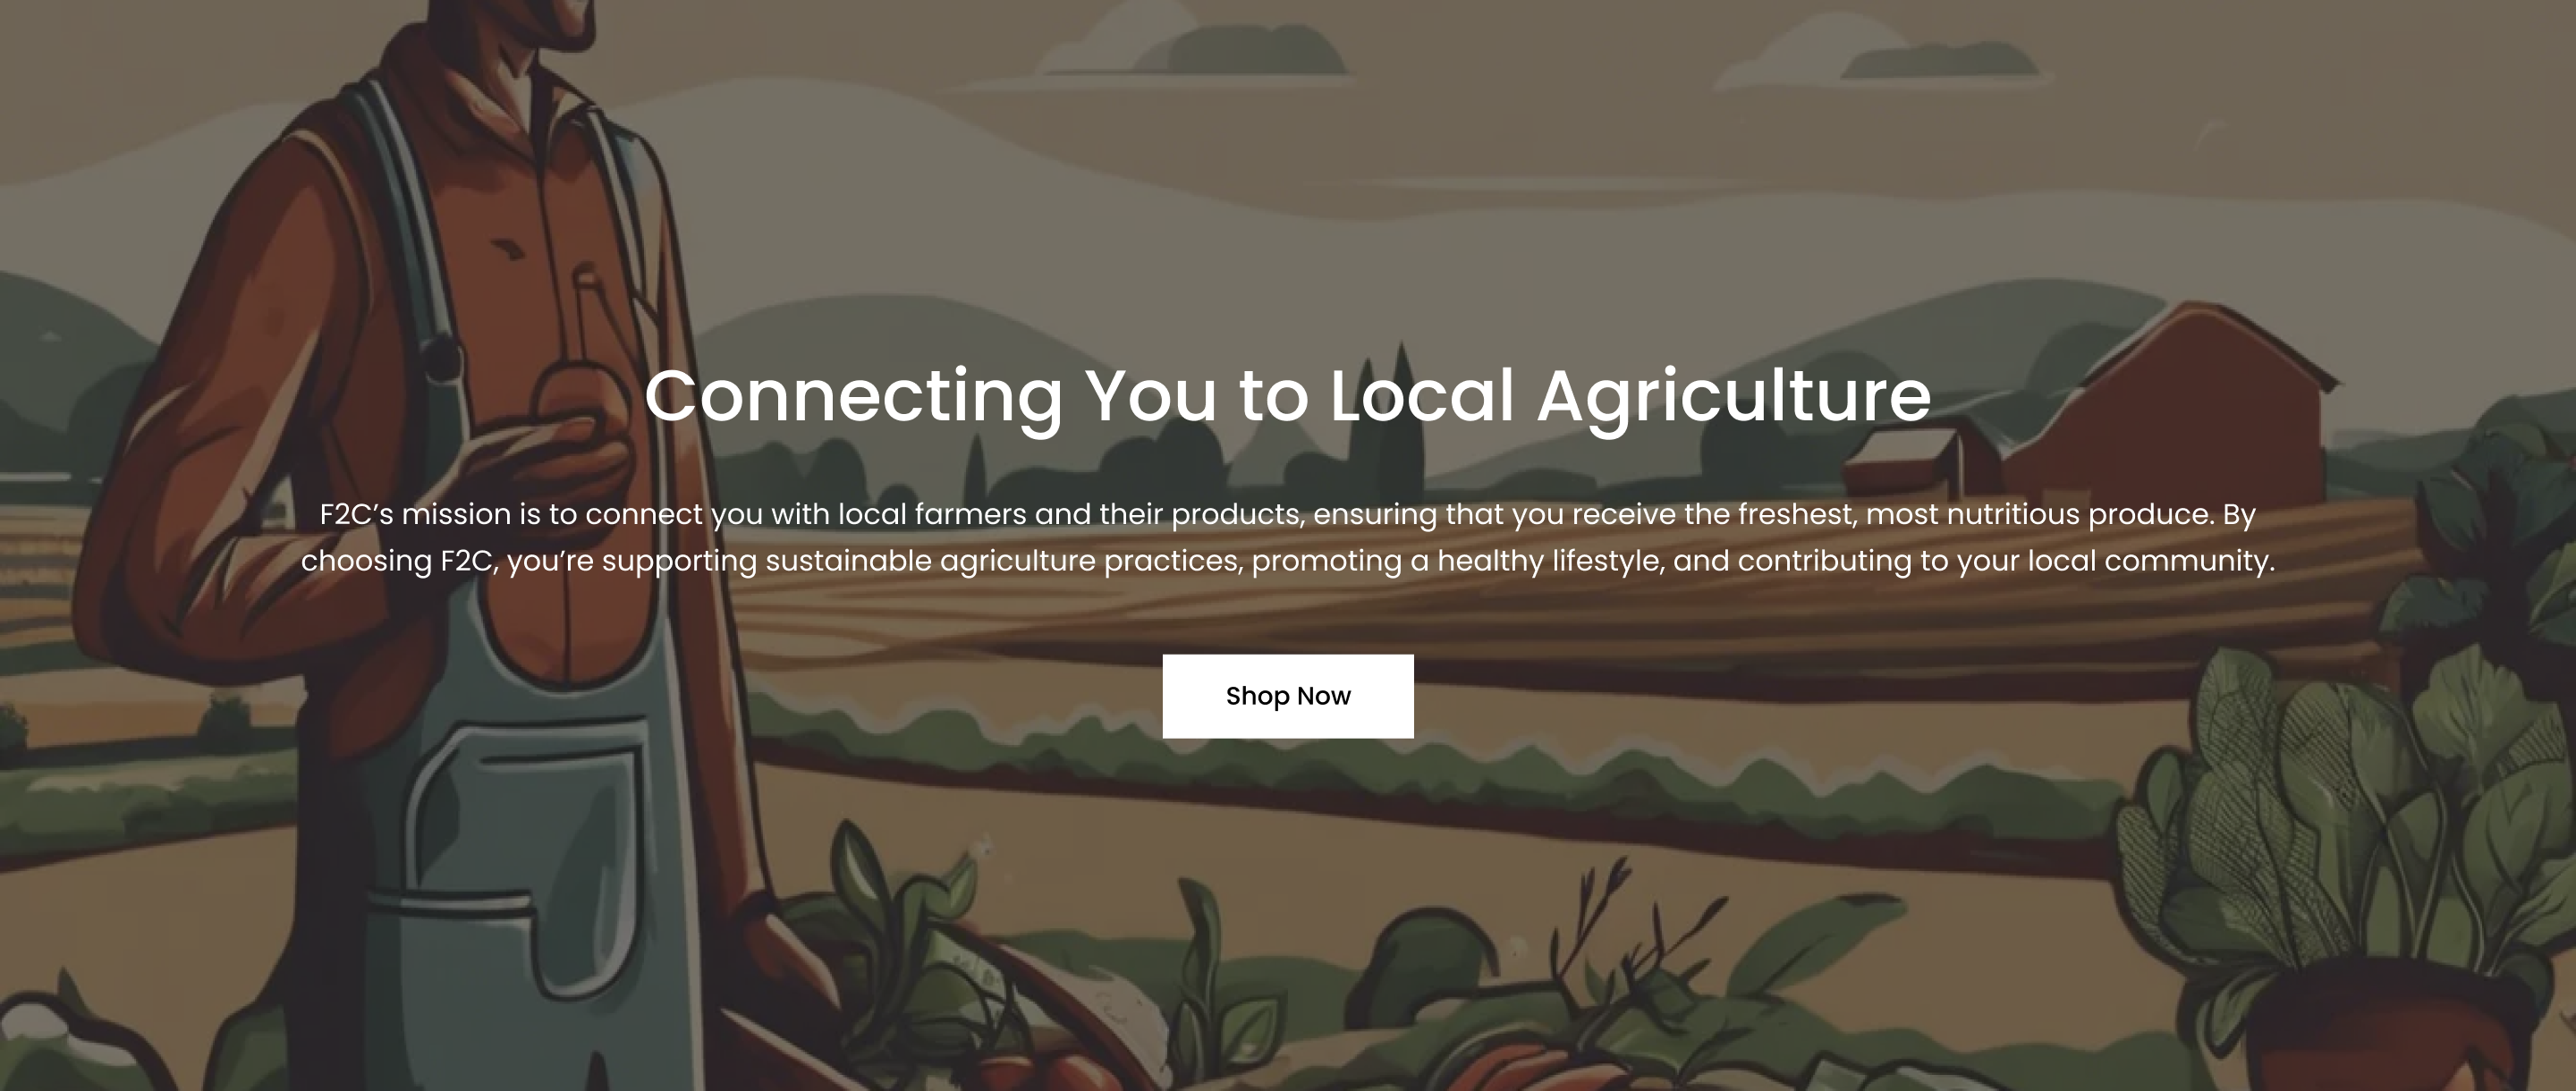 Connecting You to Local Agriculture
F2C’s mission is to connect you with local farmers and their products, ensuring that you receive the freshest, most nutritious produce. By
choosing F2C, you’re supporting sustainable agriculture practices, promoting a healthy lifestyle, and contributing to your local community.
Shop Now